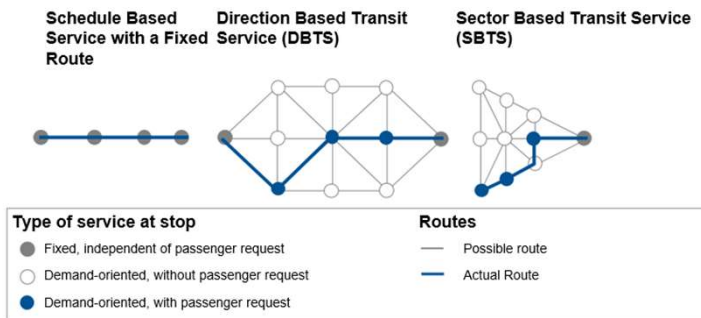 Schedule Based
Service with a Fixed
Route
Direction Based Transit
Service (DBTS)
Sector Based Transit Service
(SBTS)
Type of service at stop
Fixed, independent of passenger request
Demand-oriented, without passenger request
Demand-oriented, with passenger request
Routes
Possible route
Actual Route